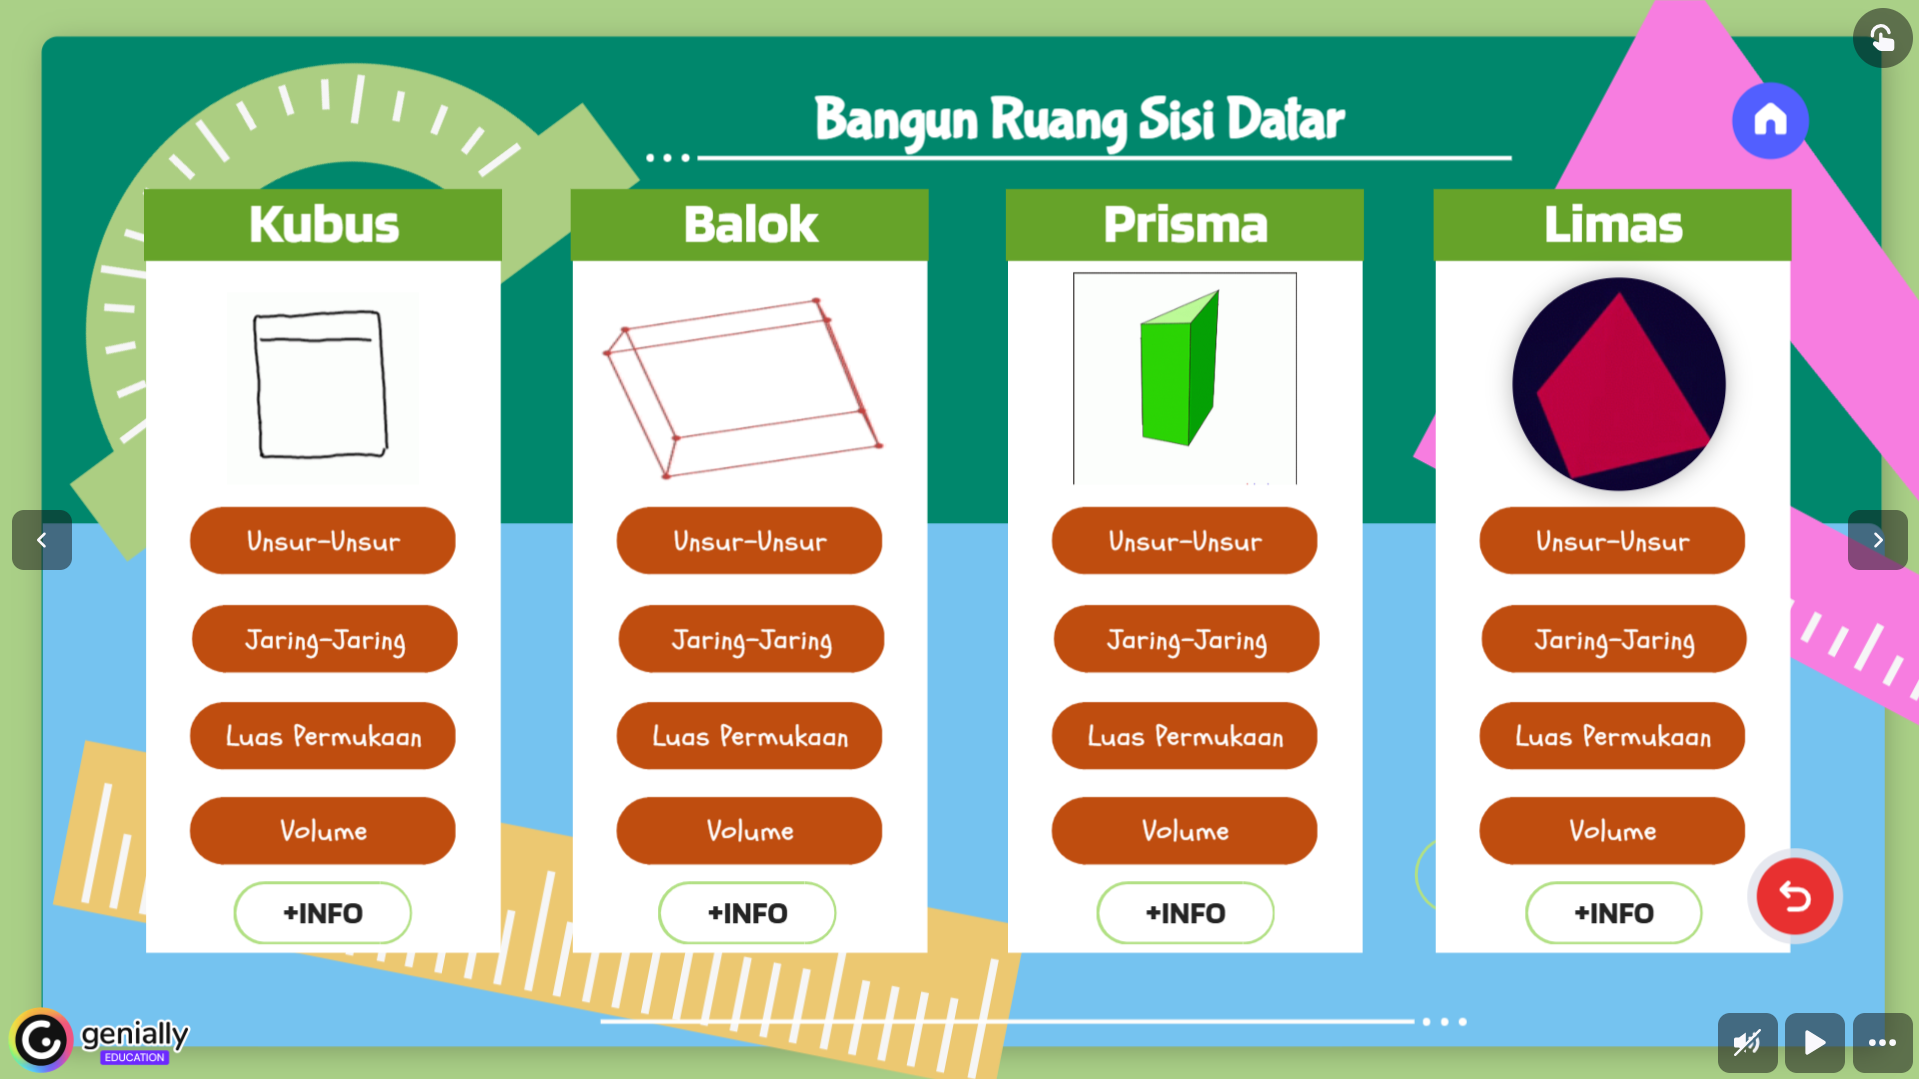 Bangun Ruang Sisi Datar
Kubus
Unsur-Unsur
Jaring-Jaring
Luas Permukaan
Volume
+INFO
Balok
Unsur-Unsur
Jaring-Jaring
Luas Permukaan
Volume
+INFO
Prisma
Unsur-Unsur
Jaring-Jaring
Luas Permukaan
Volume
+INFO
Limas
Unsur-Unsur
Jaring-Jaring
Luas Permukaan
Volume
+INFO
genially
EDUCATION